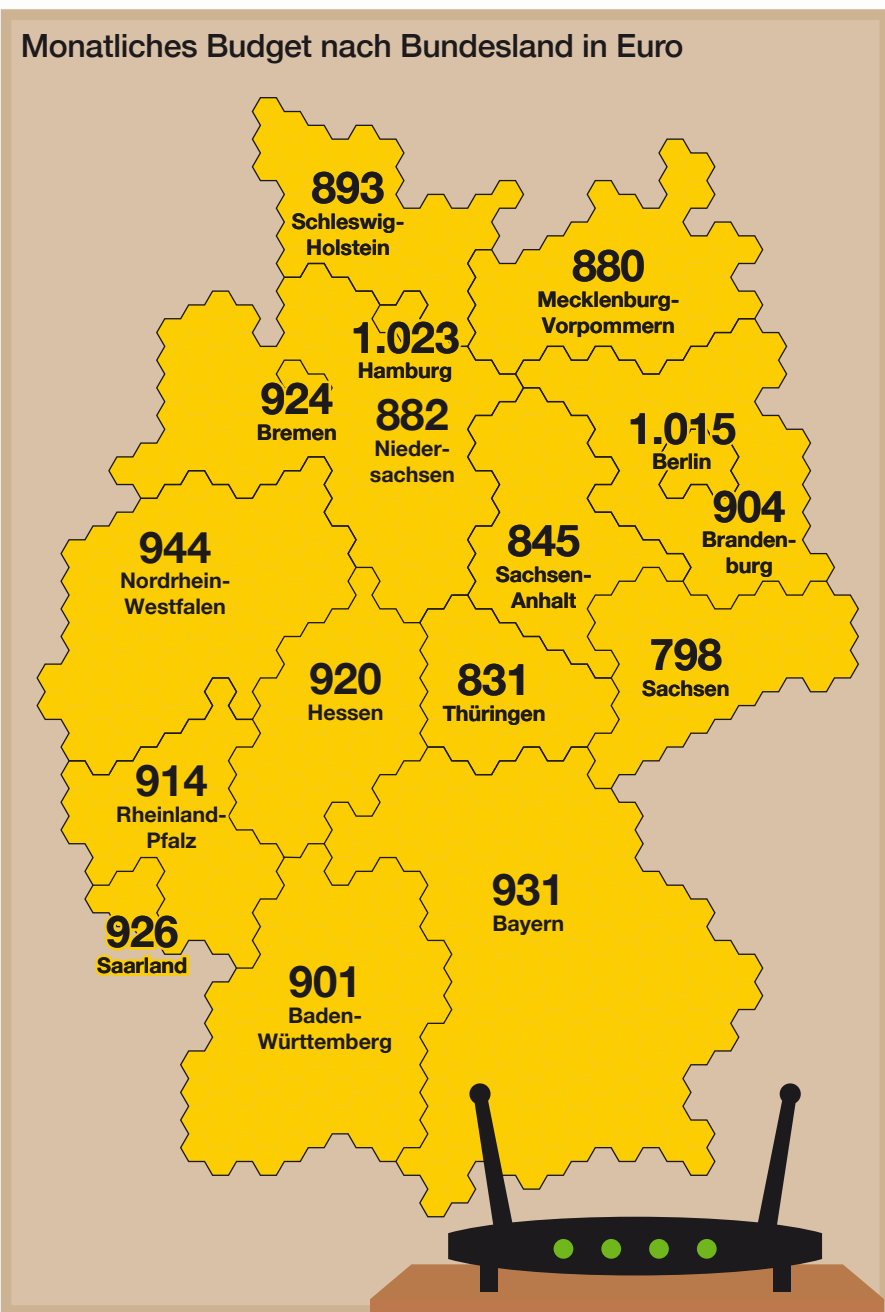 Monatliches Budget nach Bundesland in Euro
893
Schleswig-
Holstein
880
Mecklenburg-
Vorpommern
1.023
Hamburg
924
Bremen
882
Nieder-
sachsen
1.015
Berlin
904
Branden-
burg
944
Nordrhein-
Westfalen
845
Sachsen-
Anhalt
920
Hessen
831
Thüringen
798
Sachsen
914
Rheinland-
Pfalz
926
Saarland
931
Bayern
901
Baden-
Württemberg